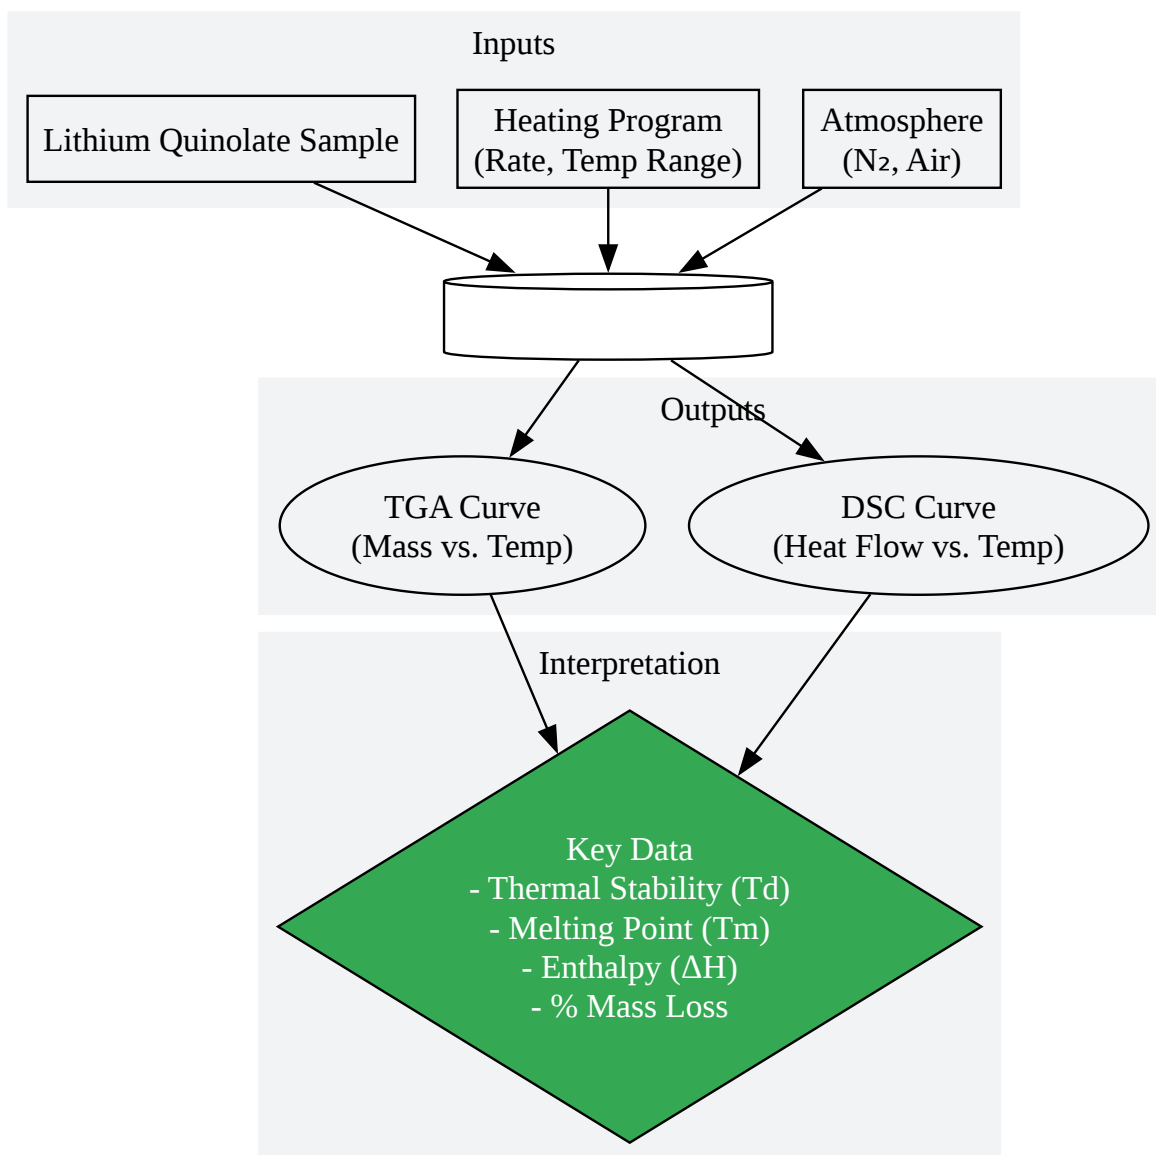 Inputs
Lithium Quinolate Sample
Heating Program
(Rate, Temp Range)
Atmosphere
(N₂, Air)
Outputs
TGA Curve
(Mass vs. Temp)
DSC Curve
(Heat Flow vs. Temp)
Interpretation
Key Data
- Thermal Stability (Td)
- Melting Point (Tm)
- Enthalpy (ΔH)
- % Mass Loss